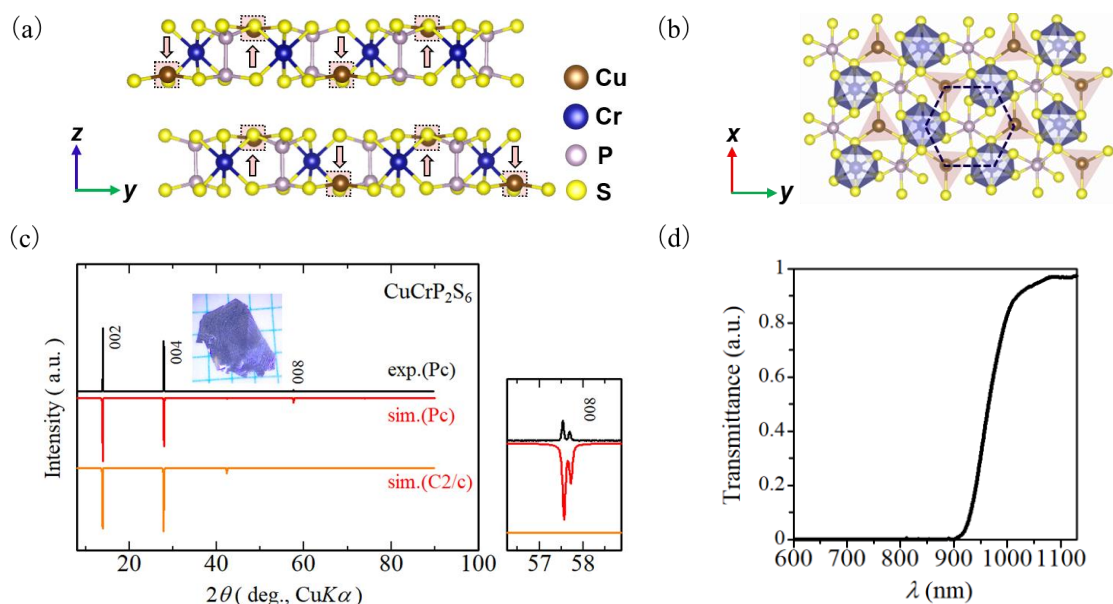 (a)
Cu
Cr
P
S
z
y
(b)
x
y
(c)
CuCrP₂S₆
002
004
008
exp.(Pc)
sim.(Pc)
sim.(C2/c)
Intensity ( a.u. )
20
40
60
80
100
2θ ( deg., CuKα )
008
57
58
(d)
Transmittance (a.u.)
1
0.8
0.6
0.4
0.2
0
600
700
800
900
1000
1100
λ (nm)